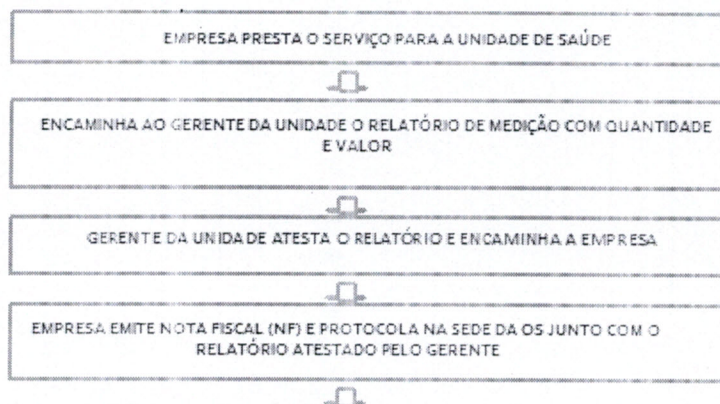 EMPRESA PRESTA O SERVIÇO PARA A UNIDADE DE SAÚDE
ENCAMINHA AO GERENTE DA UNIDADE O RELATÓRIO DE MEDIÇÃO COM QUANTIDADE
E VALOR
GERENTE DA UNIDADE ATESTA O RELATÓRIO E ENCAMINHA A EMPRESA
EMPRESA EMITE NOTA FISCAL (NF) E PROTOCOLA NA SEDE DA OS JUNTO COM O
RELATÓRIO ATESTADO PELO GERENTE